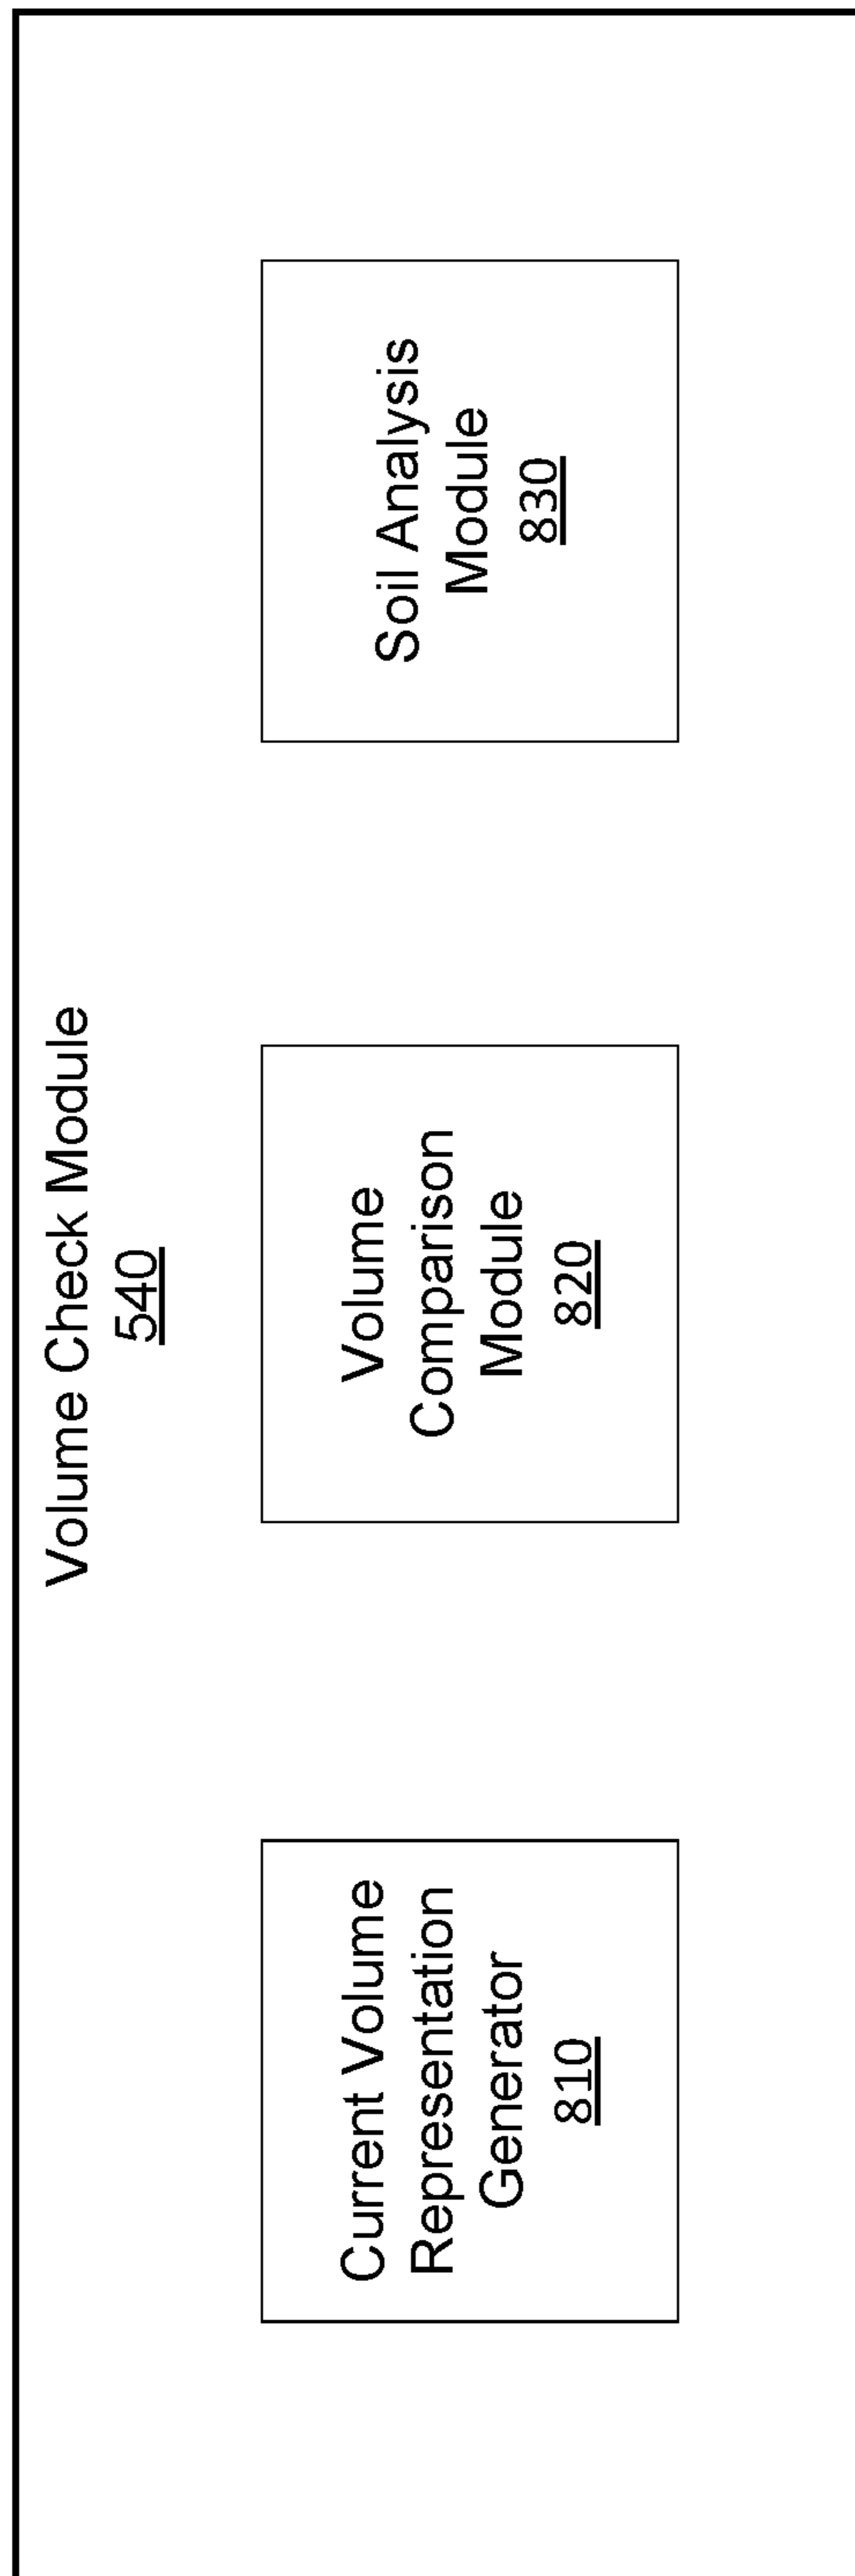 Volume Check Module
540
Current Volume
Representation
Generator
810
Volume
Comparison
Module
820
Soil Analysis
Module
830